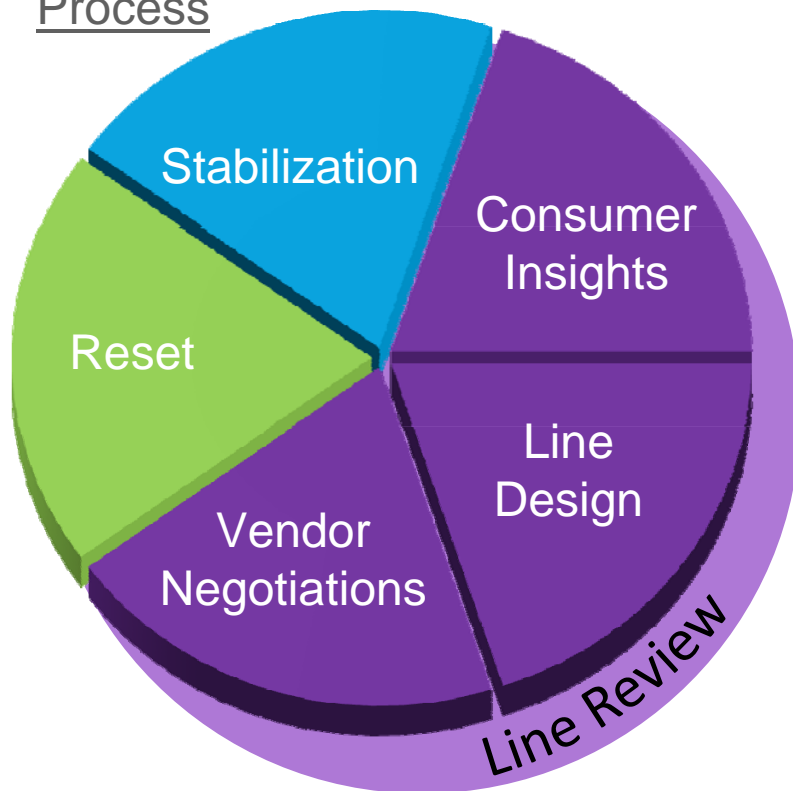 Process
Stabilization
Consumer
Insights
Reset
Line
Design
Vendor
Negotiations
Line Review